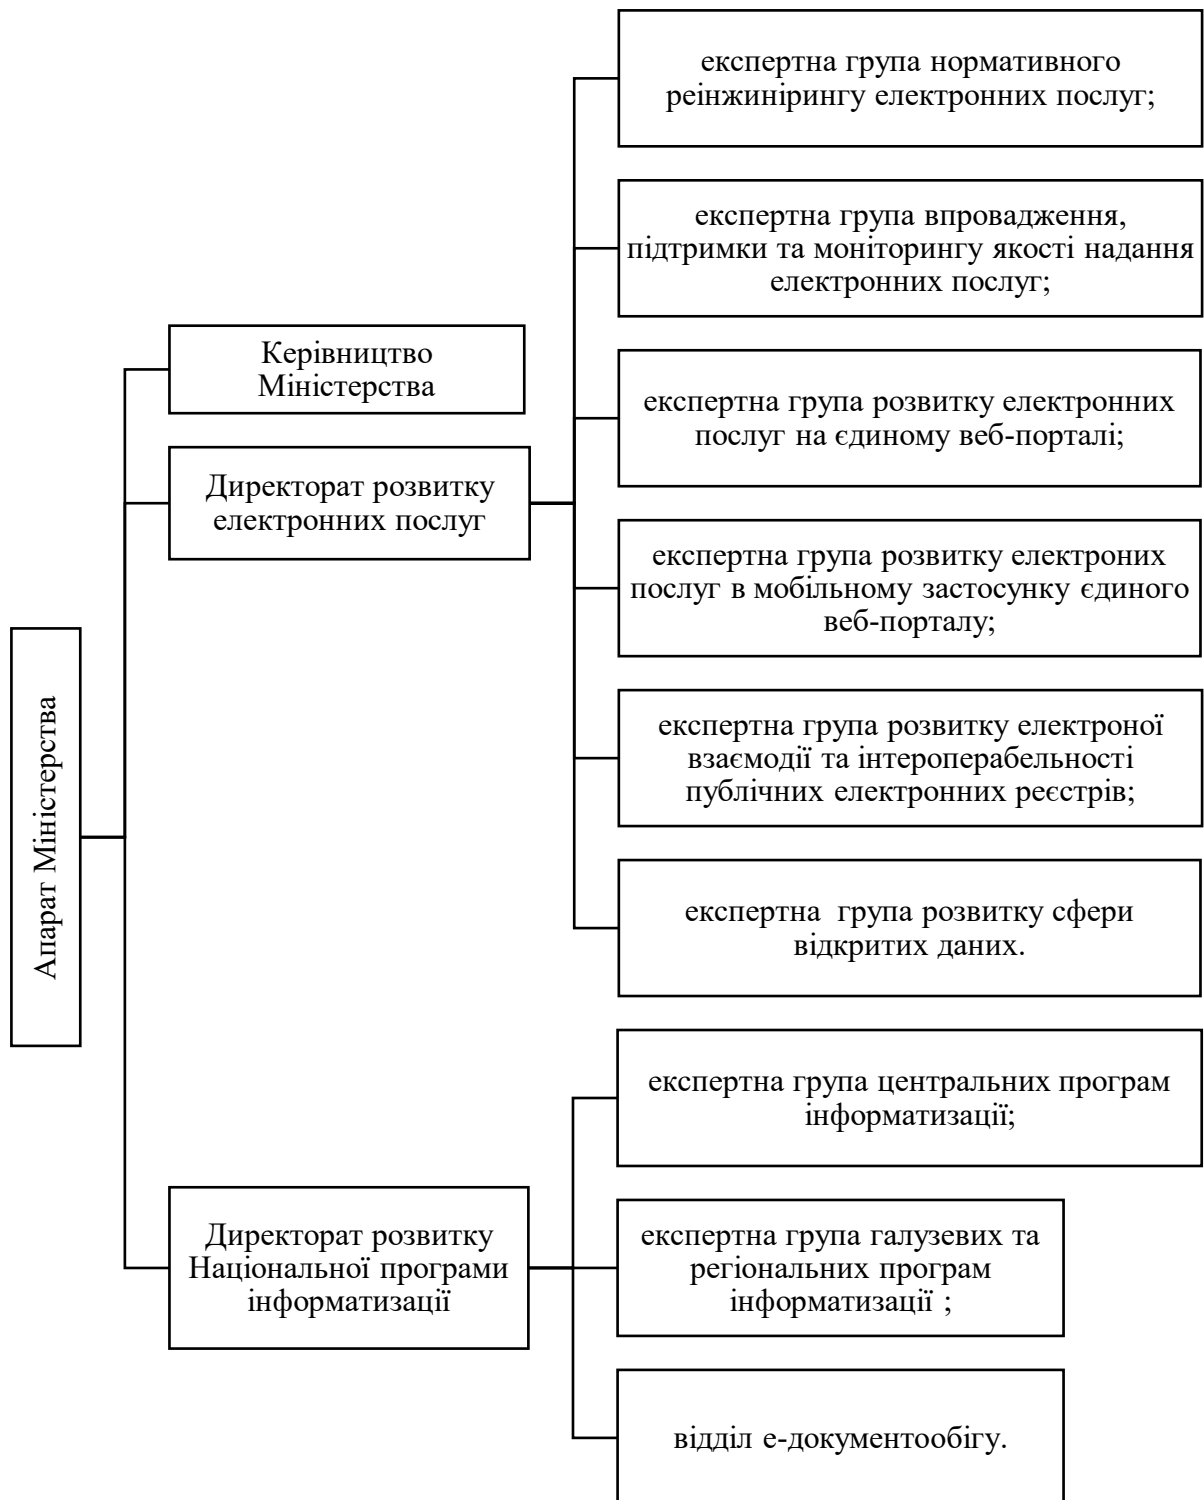 Апарат Міністерства
Керівництво
Міністерства
Директорат розвитку
електронних послуг
експертна група нормативного
реінжинірингу електронних послуг;
експертна група впровадження,
підтримки та моніторингу якості надання
електронних послуг;
експертна група розвитку електронних
послуг на єдиному веб-порталі;
експертна група розвитку електроних
послуг в мобільному застосунку єдиного
веб-порталу;
експертна група розвитку електроної
взаємодії та інтероперабельності
публічних електронних реєстрів;
експертна  група розвитку сфери
відкритих даних.
Директорат розвитку
Національної програми
інформатизації
експертна група центральних програм
інформатизації;
експертна група галузевих та
регіональних програм
інформатизації ;
відділ е-документообігу.